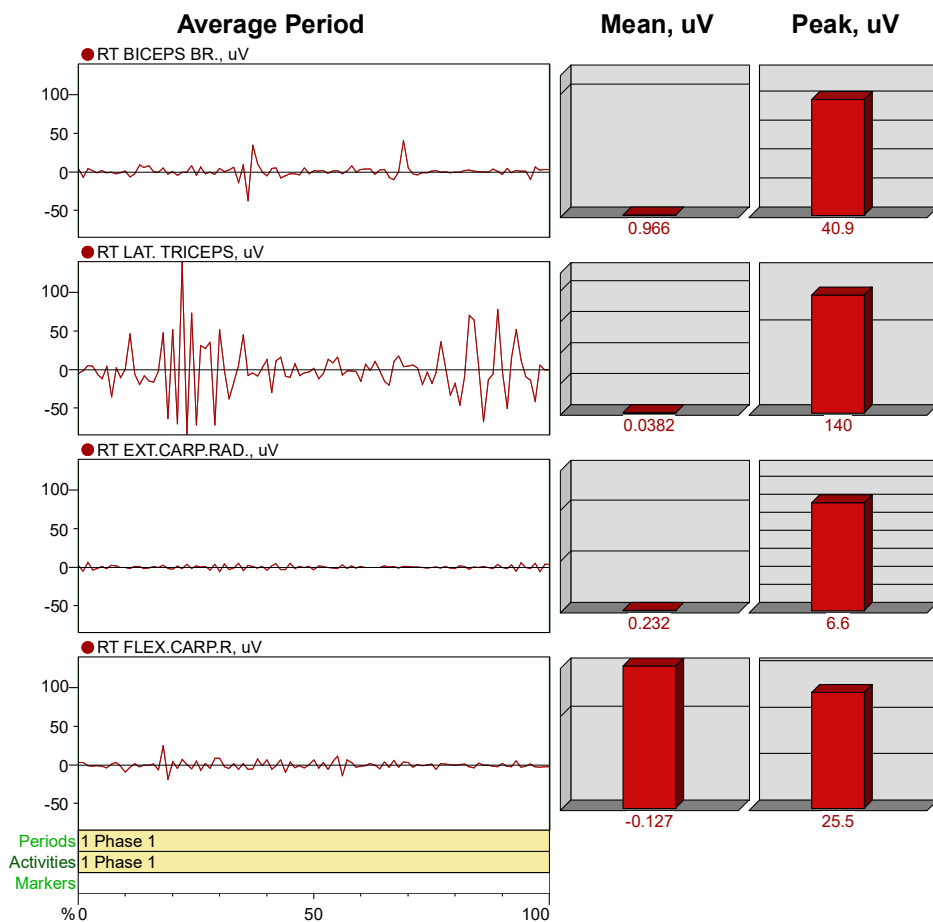 Average Period Mean, uV Peak, uV
RT BICEPS BR., uV
100
50
0
-50
0.966 40.9
RT LAT. TRICEPS, uV
100
50
0
-50
0.0382 140
RT EXT.CARP.RAD., uV
100
50
0
-50
0.232 6.6
RT FLEX.CARP.R, uV
100
50
0
-50
-0.127 25.5
Periods 1 Phase 1
Activities 1 Phase 1
Markers
% 0 50 100